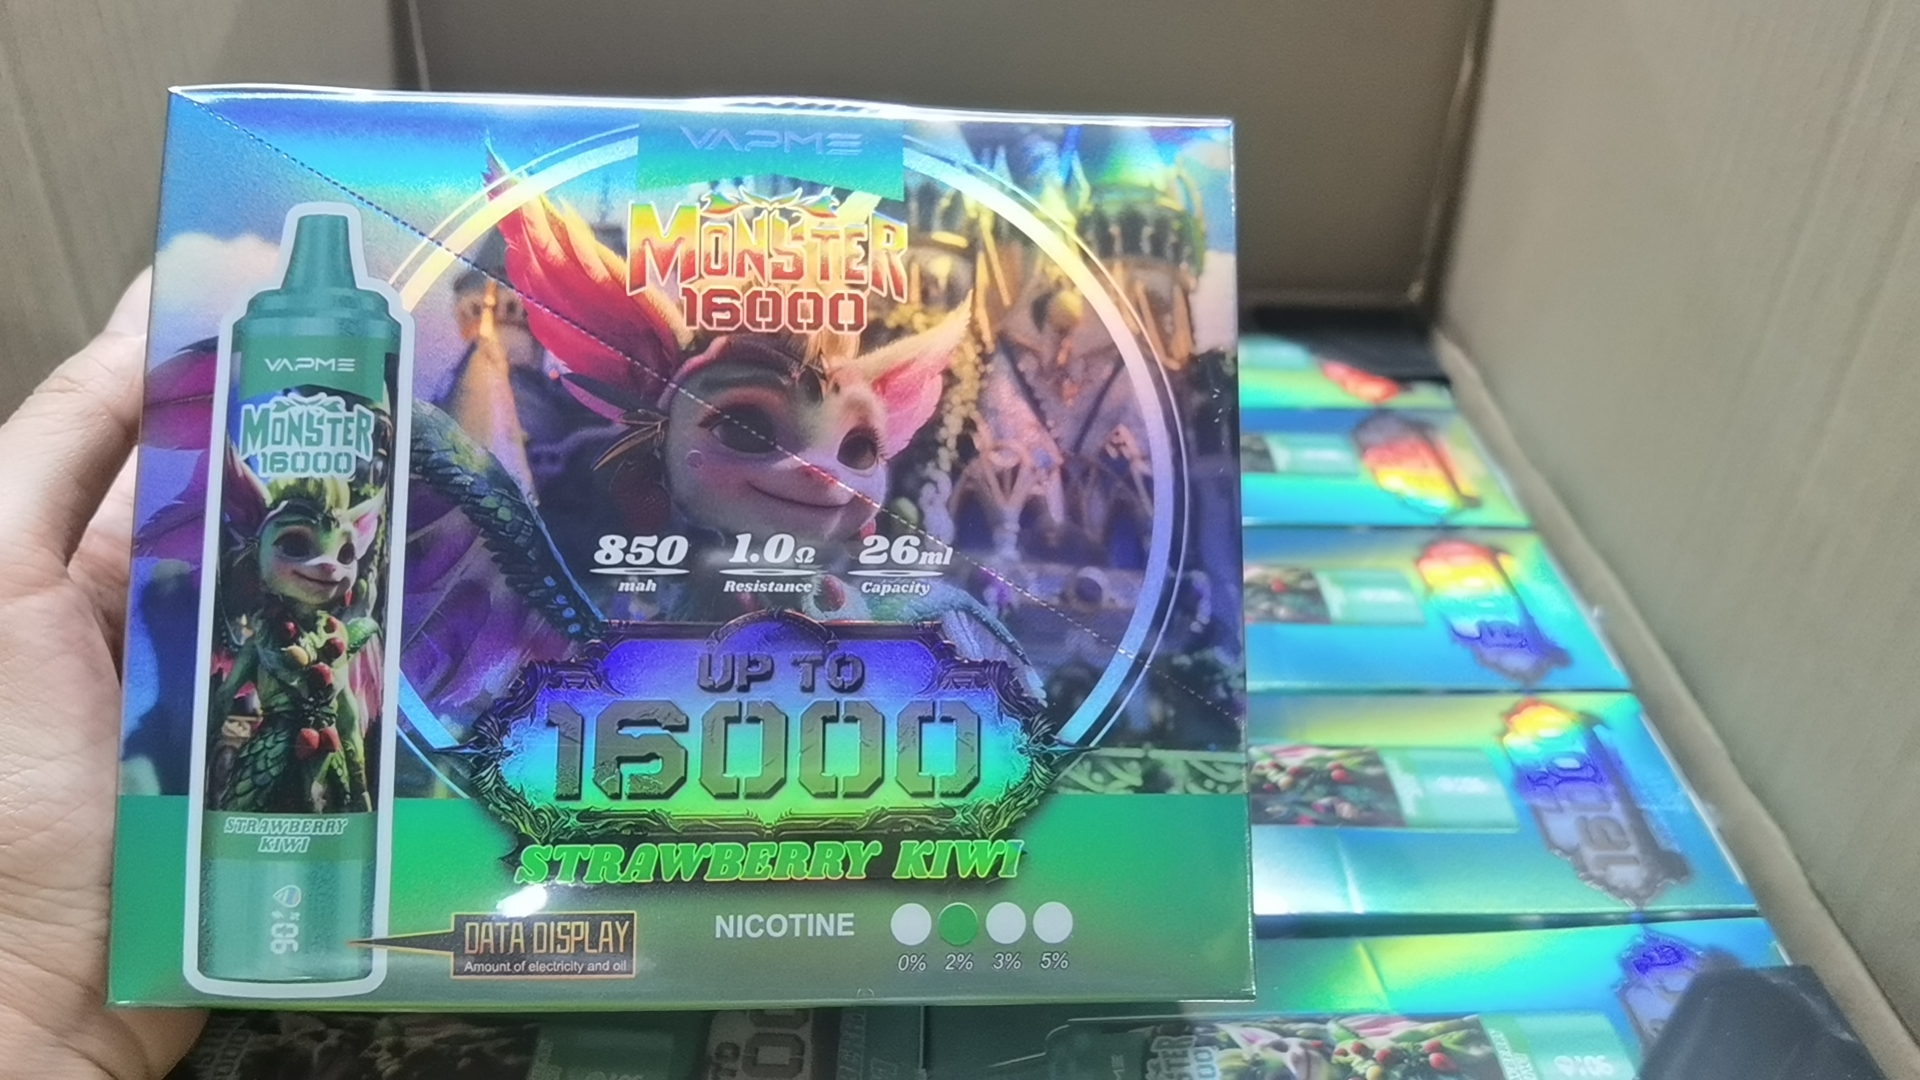 VAPME
MONSTER
16000
VAPME
MONSTER
16000
850
mah
1.0Ω
Resistance
26ml
Capacity
UP TO
16000
STRAWBERRY KIWI
STRAWBERRY
KIWI
90%
DATA DISPLAY
Amount of electricity and oil
NICOTINE
0% 2% 3% 5%